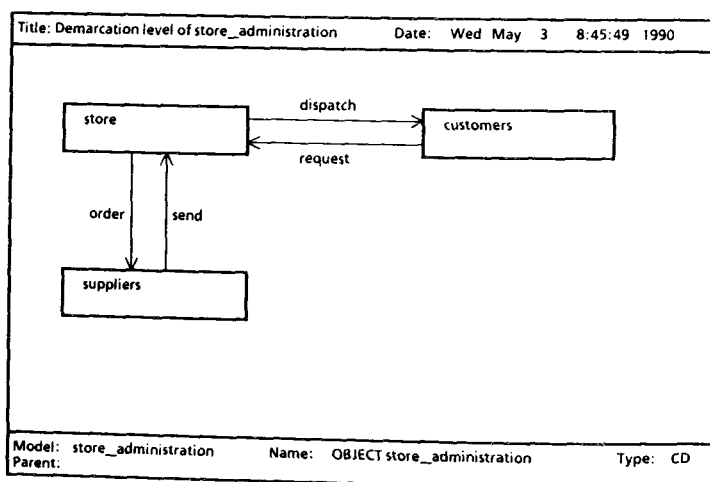 Title: Demarcation level of store_administration Date: Wed May 3 8:45:49 1990
dispatch
store
customers
request
order
send
suppliers
Model: store_administration Name: OBJECT store_administration Type: CD
Parent: